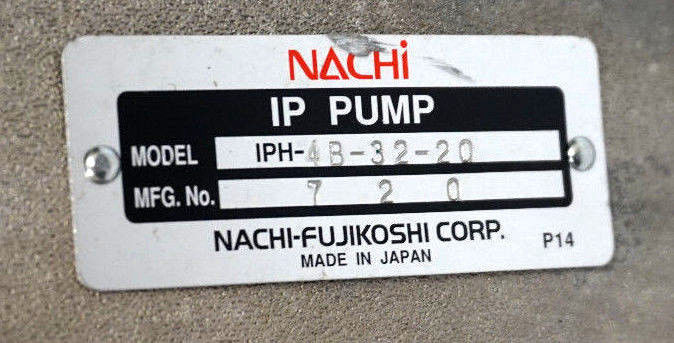 NACHi
IP PUMP
MODEL IPH-4B-32-20
MFG. No. 7 2 0
NACHI-FUJIKOSHI CORP.
MADE IN JAPAN P14